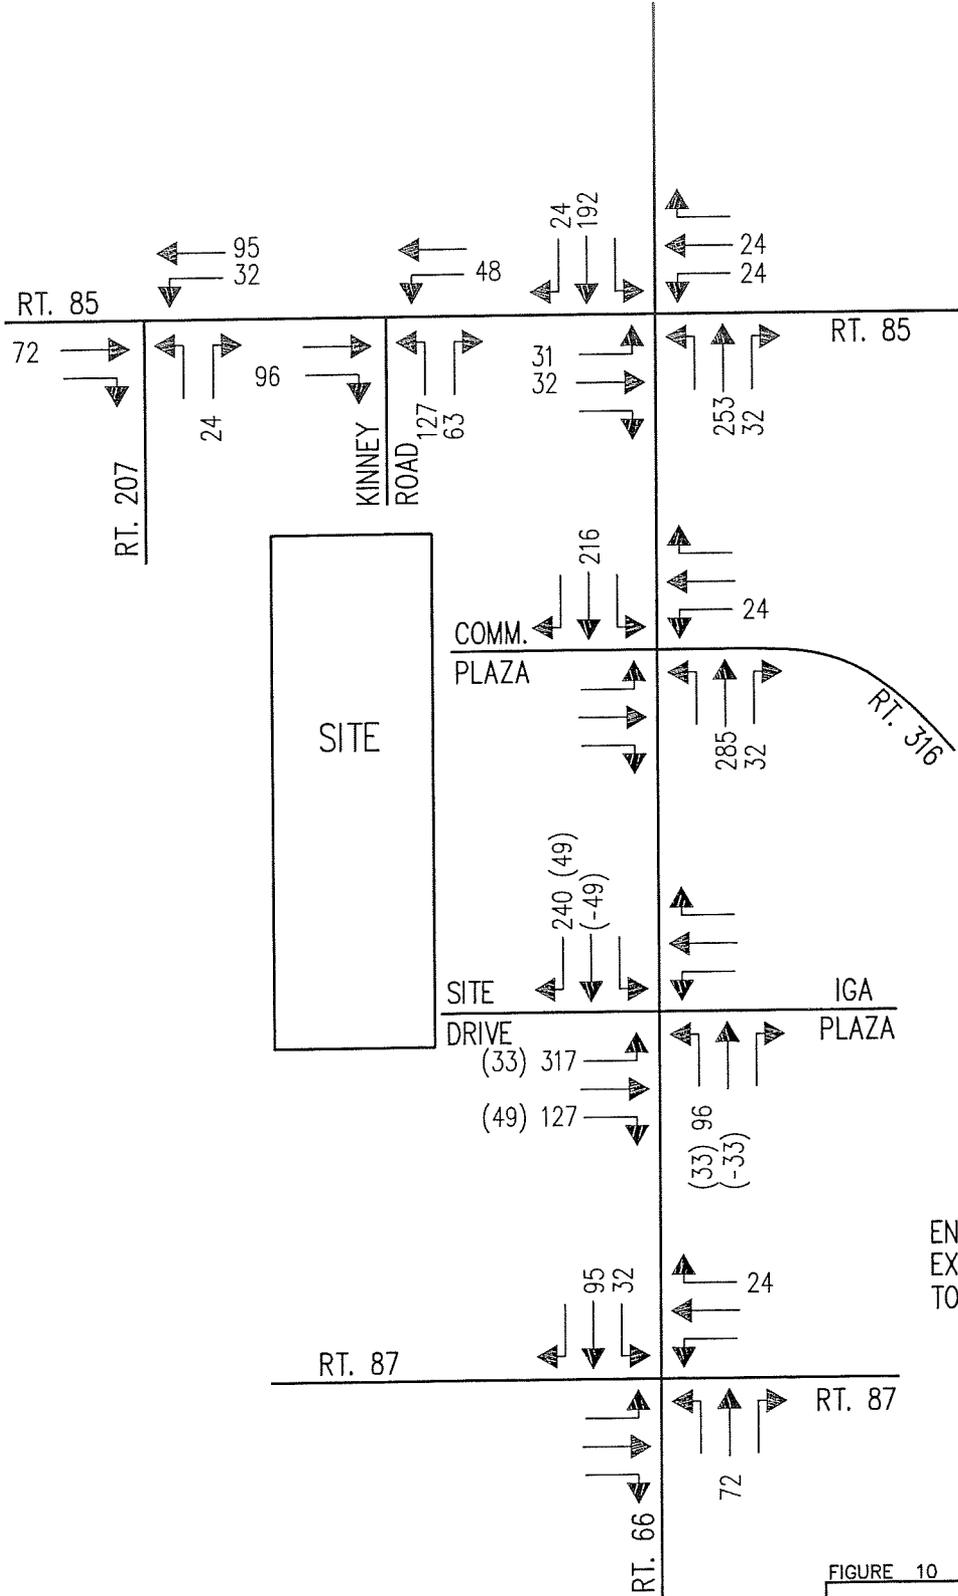 24
192
95
32
48
24
24
RT. 85
RT. 85
72
96
31
32
24
127
63
253
32
KINNEY
ROAD
RT. 207
216
24
COMM.
PLAZA
SITE
285
32
RT. 316
240 (49)
(-49)
SITE
DRIVE
IGA
PLAZA
(33) 317
(49) 127
(33) 96
(-33)
EN
EX
TO
95
32
24
RT. 87
RT. 87
72
RT. 66
FIGURE 10